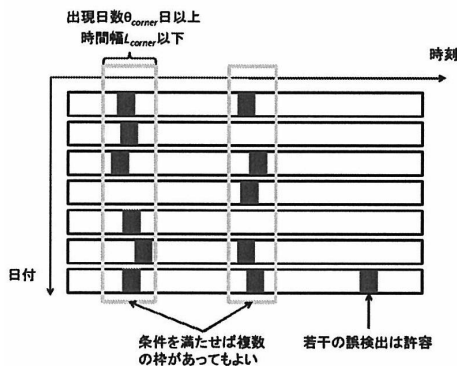 出現日数θcorner日以上
時間幅Lcorner以下
時刻
日付
条件を満たせば複数
の枠があってもよい
若干の誤検出は許容